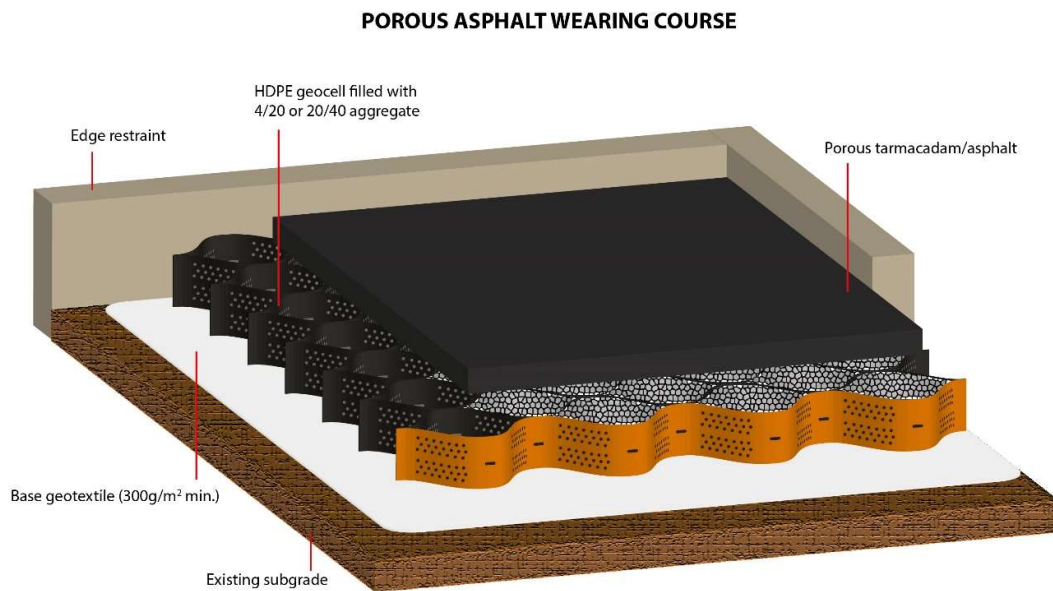 POROUS ASPHALT WEARING COURSE
HDPE geocell filled with
4/20 or 20/40 aggregate
Edge restraint
Porous tarmacadam/asphalt
Base geotextile (300g/m² min.)
Existing subgrade